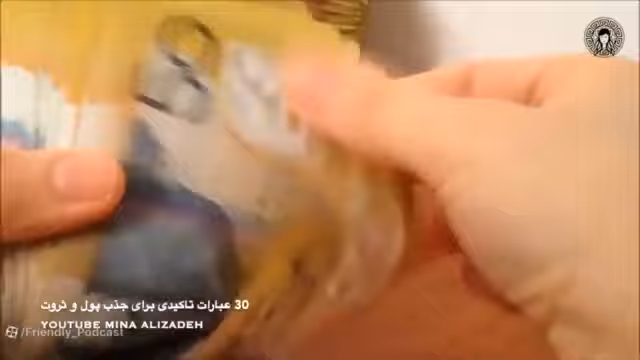 30 عبارات تاکیدی برای جذب پول و ثروت
YOUTUBE MINA ALIZADEH
/Friendly_Podcast